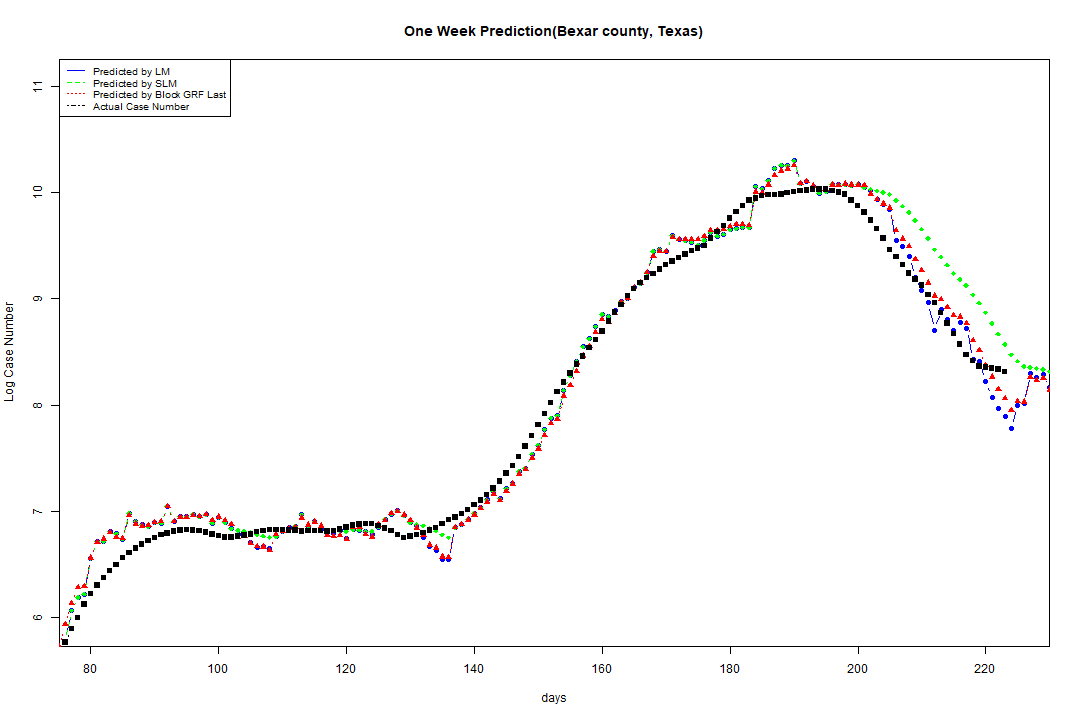 One Week Prediction(Bexar county, Texas)
Predicted by LM
Predicted by SLM
Predicted by Block GRF Last
Actual Case Number
11
10
9
8
7
6
Log Case Number
80 100 120 140 160 180 200 220
days